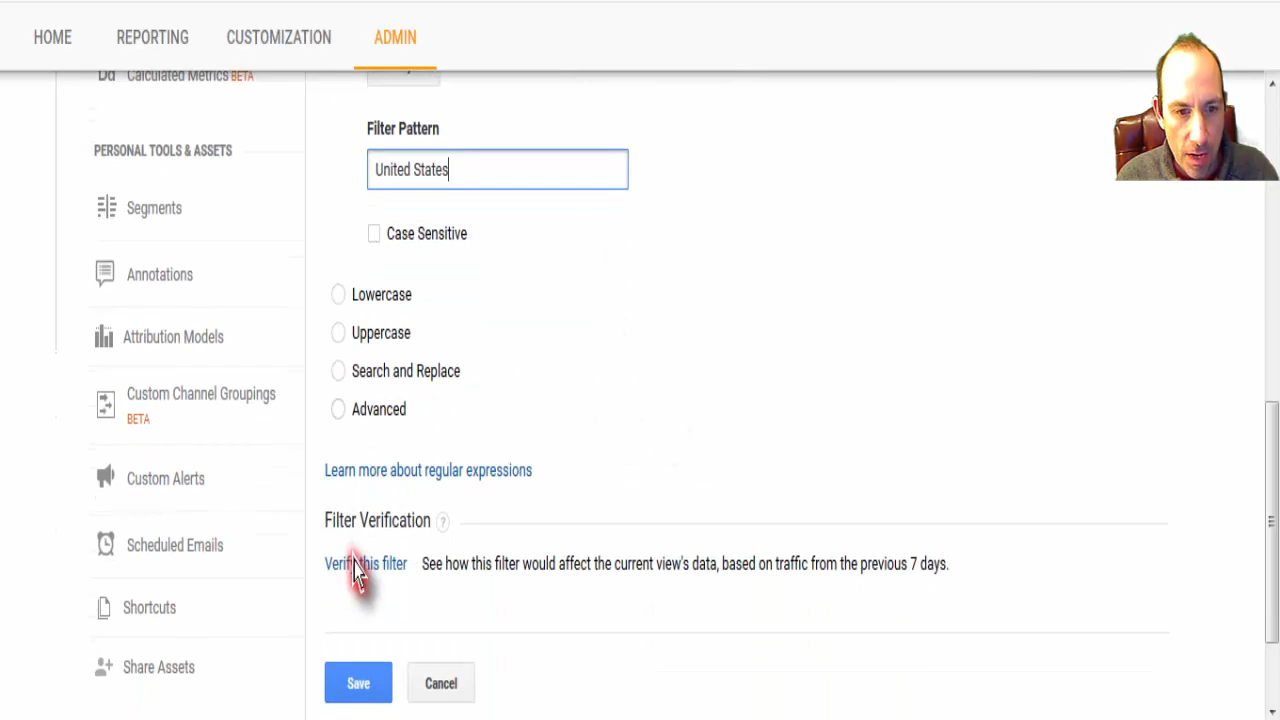 HOME REPORTING CUSTOMIZATION ADMIN
Calculated Metrics BETA
PERSONAL TOOLS & ASSETS
Segments
Annotations
Attribution Models
Custom Channel Groupings
BETA
Custom Alerts
Scheduled Emails
Shortcuts
Share Assets
Filter Pattern
United States
Case Sensitive
Lowercase
Uppercase
Search and Replace
Advanced
Learn more about regular expressions
Filter Verification ?
Verify this filter See how this filter would affect the current view's data, based on traffic from the previous 7 days.
Save Cancel